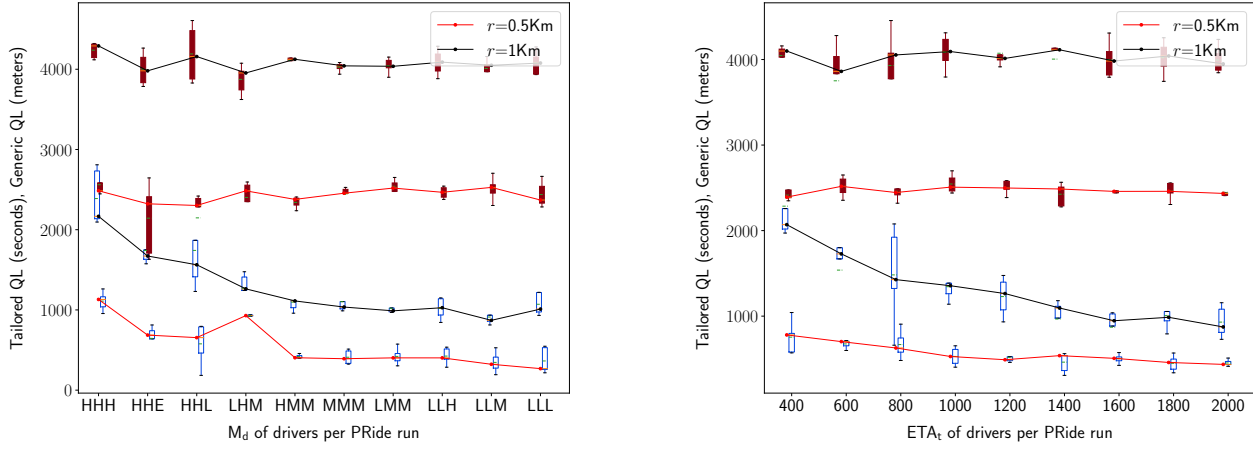 Tailored QL (seconds), Generic QL (meters)
4000
3000
2000
1000
0
r=0.5Km
r=1Km
HHH HHE HHL LHM HMM MMM LMM LLH LLM LLL
M_d of drivers per PRide run
Tailored QL (seconds), Generic QL (meters)
4000
3000
2000
1000
r=0.5Km
r=1Km
400 600 800 1000 1200 1400 1600 1800 2000
ETA_t of drivers per PRide run